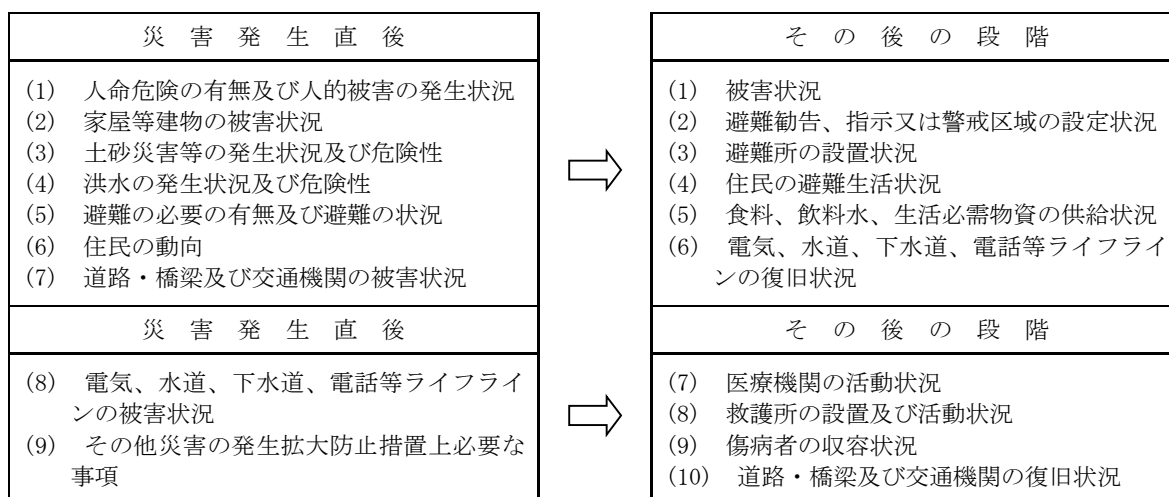 災害発生直後
(1) 人命危険の有無及び人的被害の発生状況
(2) 家屋等建物の被害状況
(3) 土砂災害等の発生状況及び危険性
(4) 洪水の発生状況及び危険性
(5) 避難の必要の有無及び避難の状況
(6) 住民の動向
(7) 道路・橋梁及び交通機関の被害状況
その後の段階
(1) 被害状況
(2) 避難勧告、指示又は警戒区域の設定状況
(3) 避難所の設置状況
(4) 住民の避難生活状況
(5) 食料、飲料水、生活必需物資の供給状況
(6) 電気、水道、下水道、電話等ライフライ
ンの復旧状況
災害発生直後
(8) 電気、水道、下水道、電話等ライフライ
ンの被害状況
(9) その他災害の発生拡大防止措置上必要な
事項
その後の段階
(7) 医療機関の活動状況
(8) 救護所の設置及び活動状況
(9) 傷病者の収容状況
(10) 道路・橋梁及び交通機関の復旧状況